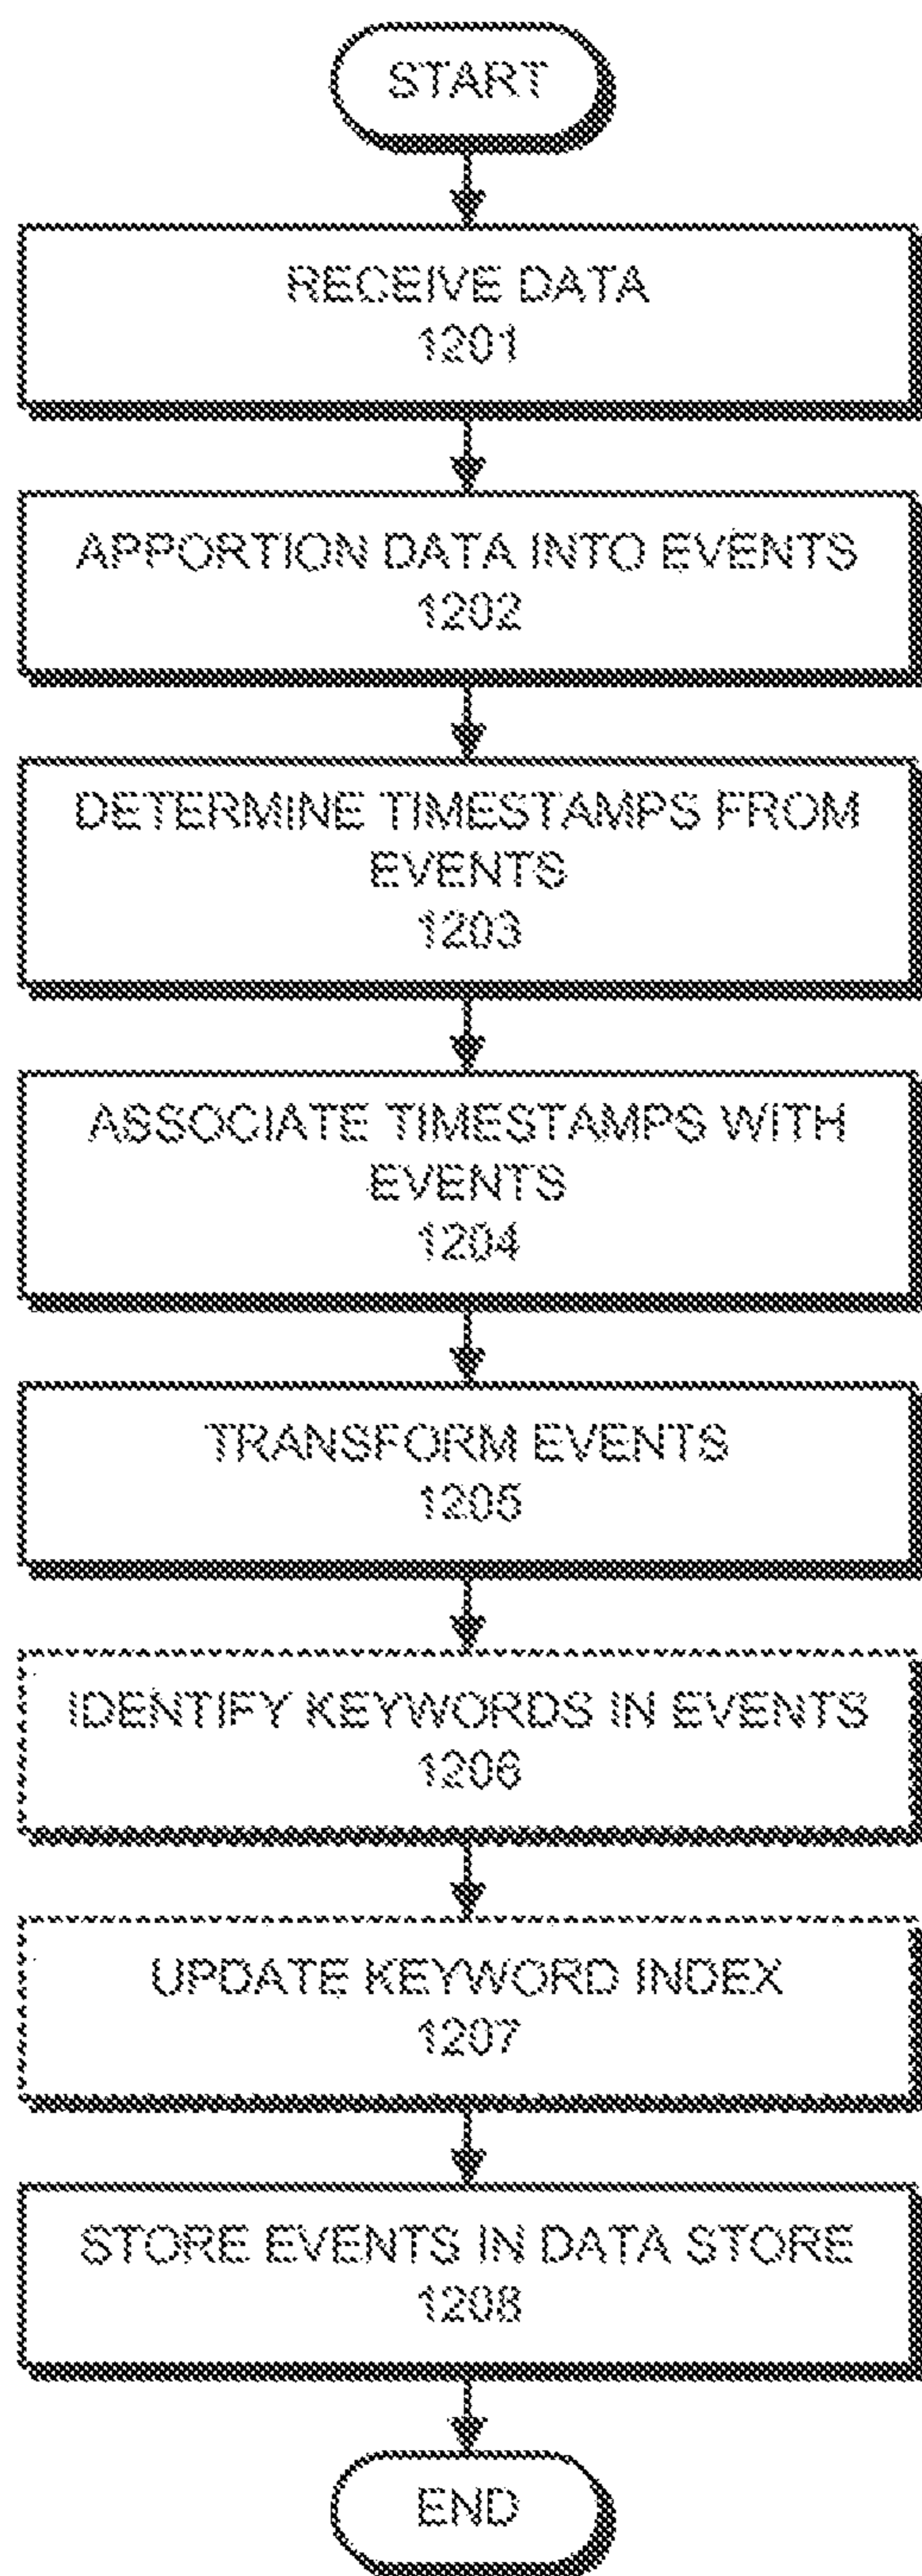 START
RECEIVE DATA
1201
APPORTION DATA INTO EVENTS
1202
DETERMINE TIMESTAMPS FROM
EVENTS
1203
ASSOCIATE TIMESTAMPS WITH
EVENTS
1204
TRANSFORM EVENTS
1205
IDENTIFY KEYWORDS IN EVENTS
1206
UPDATE KEYWORD INDEX
1207
STORE EVENTS IN DATA STORE
1208
END